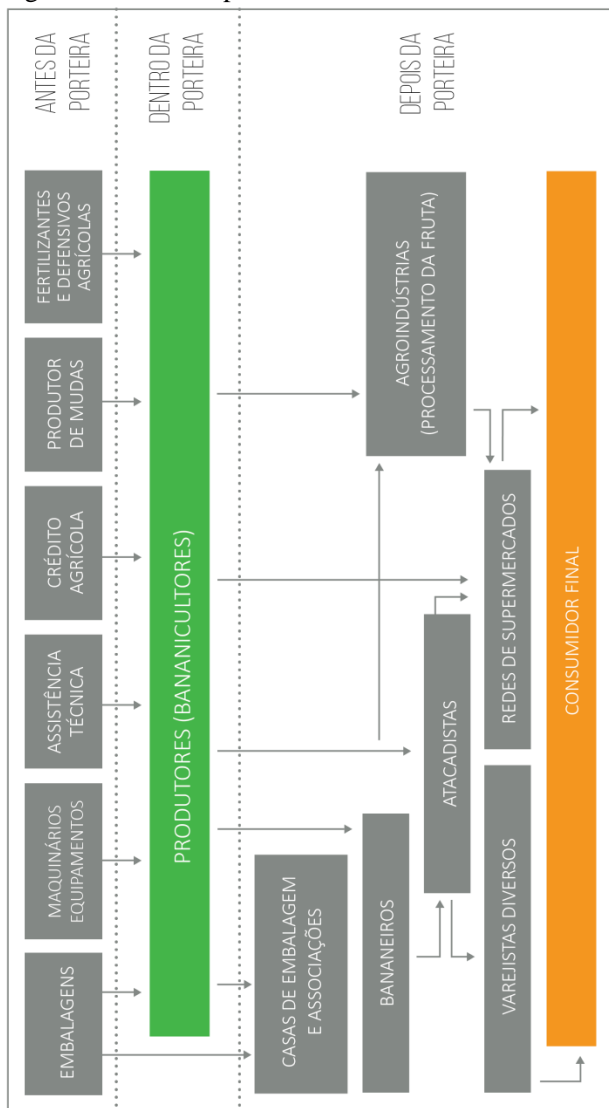 EMBALAGENS
MAQUINÁRIOS
EQUIPAMENTOS
ASSISTÊNCIA
TÉCNICA
CRÉDITO
AGRÍCOLA
PRODUTOR
DE MUDAS
FERTILIZANTES
E DEFENSIVOS
AGRÍCOLAS
ANTES DA
PORTEIRA
PRODUTORES (BANANICULTORES)
DENTRO DA
PORTEIRA
CASAS DE EMBALAGEM
E ASSOCIAÇÕES
BANANEIROS
ATACADISTAS
AGROINDÚSTRIAS
(PROCESSAMENTO DA FRUTA)
DEPOIS DA
PORTEIRA
VAREJISTAS DIVERSOS
REDES DE SUPERMERCADOS
CONSUMIDOR FINAL